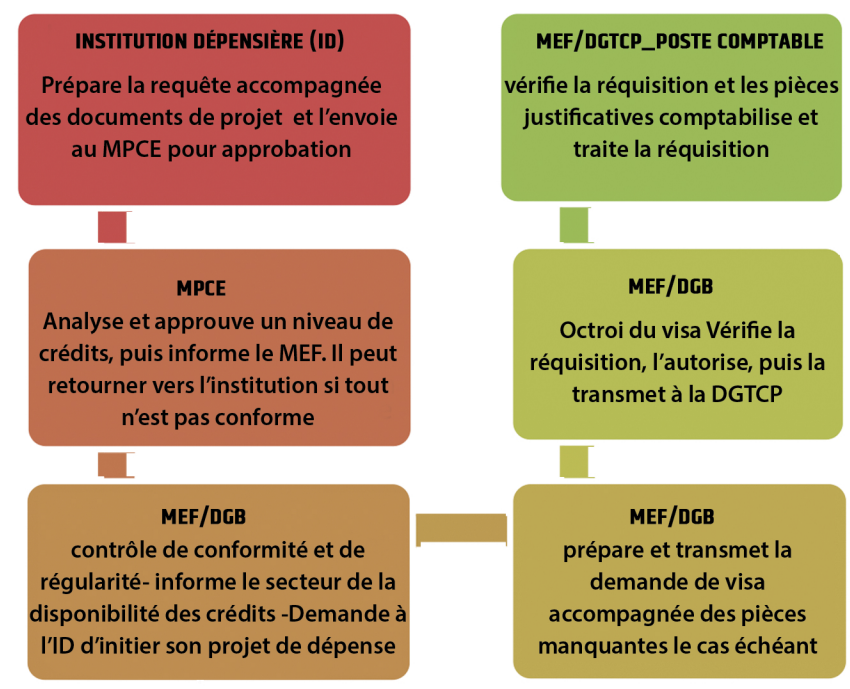 INSTITUTION DÉPENSIÈRE (ID)
Prépare la requête accompagnée
des documents de projet et l'envoie
au MPCE pour approbation
MPCE
Analyse et approuve un niveau de
crédits, puis informe le MEF. Il peut
retourner vers l'institution si tout
n'est pas conforme
MEF/DGB
contrôle de conformité et de
régularité- informe le secteur de la
disponibilité des crédits -Demande à
l'ID d'initier son projet de dépense
MEF/DGB
prépare et transmet la
demande de visa
accompagnée des pièces
manquantes le cas échéant
MEF/DGB
Octroi du visa Vérifie la
réquisition, l'autorise, puis la
transmet à la DGTCP
MEF/DGTCP_POSTE COMPTABLE
vérifie la réquisition et les pièces
justificatives comptabilise et
traite la réquisition